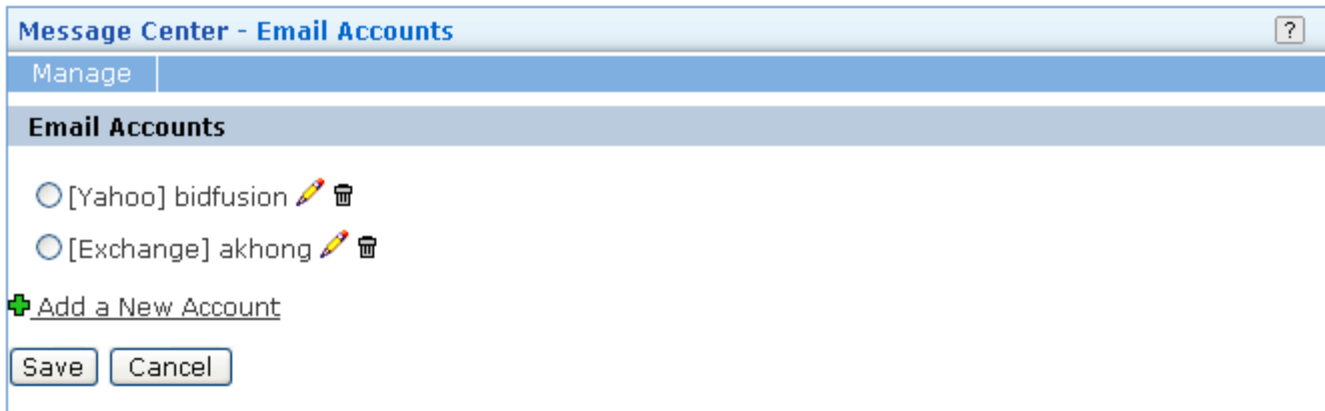 Message Center - Email Accounts ?
Manage
Email Accounts
[Yahoo] bidfusion
[Exchange] akhong
Add a New Account
Save Cancel